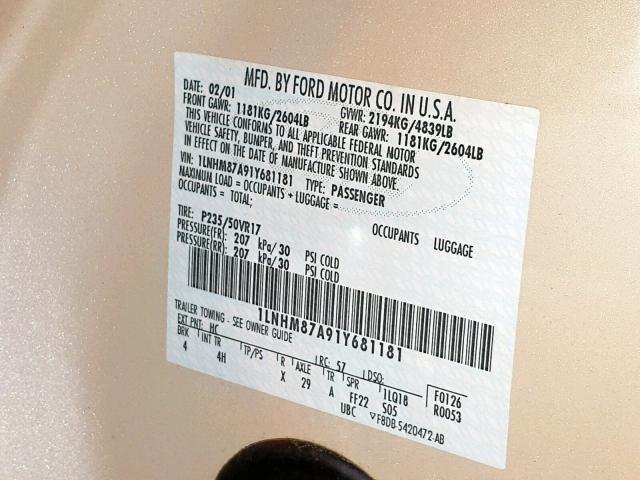 MFD. BY FORD MOTOR CO. IN U.S.A.
DATE: 02/01 GVWR: 2194KG/4839LB
FRONT GAWR: 1181KG/2604LB REAR GAWR: 1181KG/2604LB
THIS VEHICLE CONFORMS TO ALL APPLICABLE FEDERAL MOTOR
VEHICLE SAFETY, BUMPER, AND THEFT PREVENTION STANDARDS
IN EFFECT ON THE DATE OF MANUFACTURE SHOWN ABOVE.
VIN: 1LNHM87A91Y681181 TYPE: PASSENGER
MAXIMUM LOAD = OCCUPANTS + LUGGAGE =
OCCUPANTS = TOTAL: OCCUPANTS LUGGAGE
TIRE: P235/50VR17
PRESSURE(FR): 207 kPa/30 PSI COLD
PRESSURE(RR): 207 kPa/30 PSI COLD
1LNHM87A91Y681181
TRAILER TOWING - SEE OWNER GUIDE
EXT PNT: HC RC: 57 DSO: F0126
BRK INT TR TP/PS R AXLE TR SPR 1LQ18 R0053
4 4H X 29 A FF22 S05
UBC ▽F8DB-5420472-AB